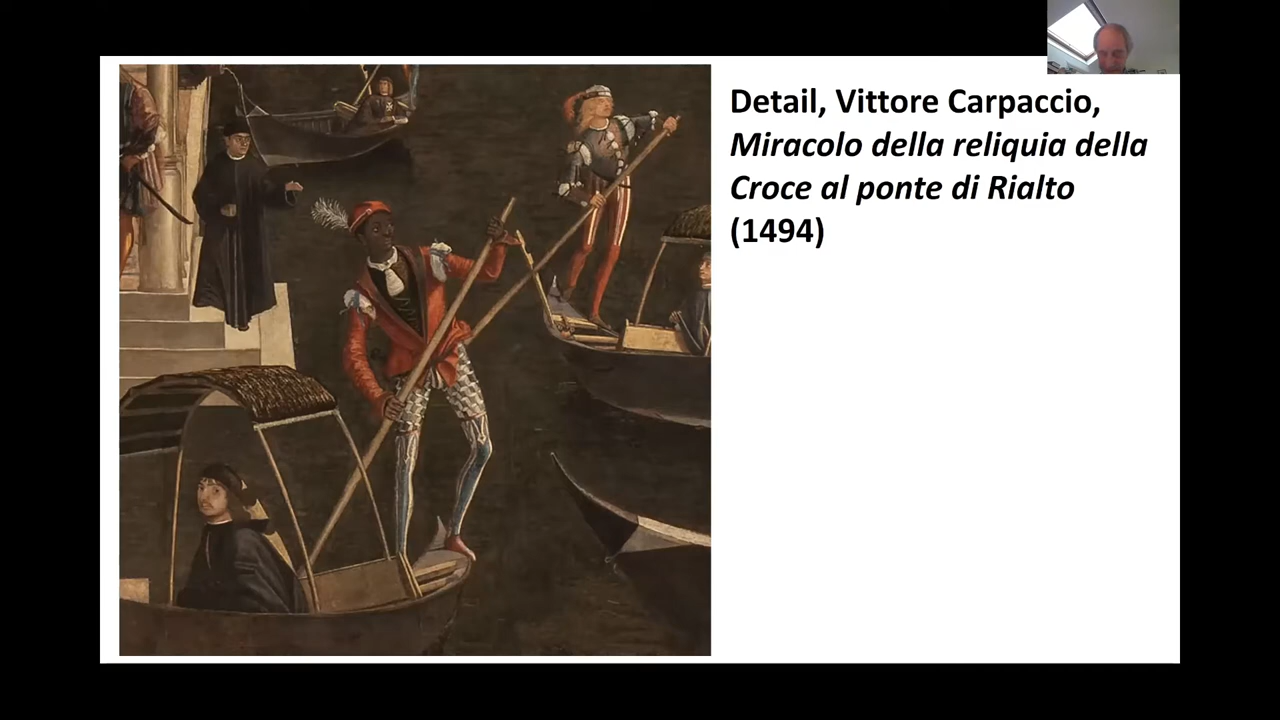 Detail, Vittore Carpaccio,
Miracolo della reliquia della
Croce al ponte di Rialto
(1494)